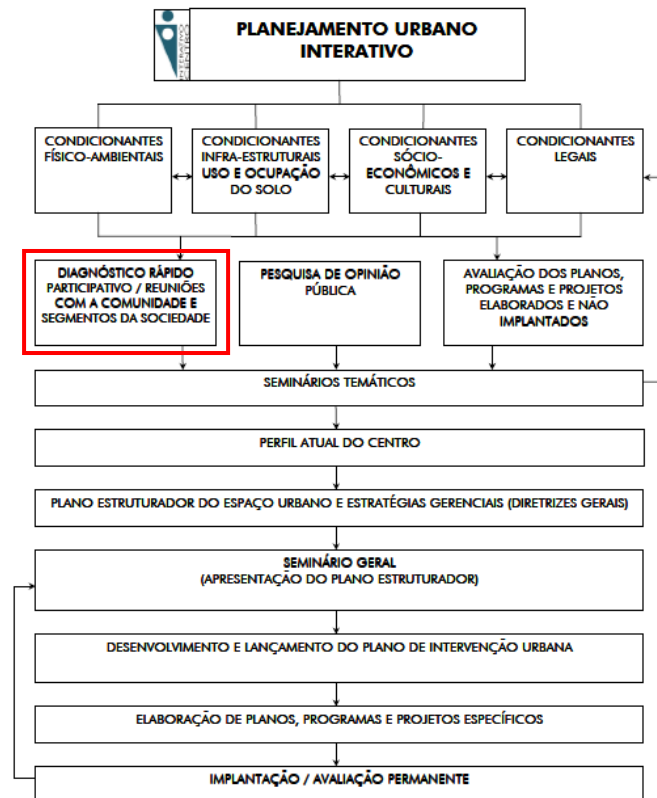 PLANEJAMENTO URBANO
INTERATIVO
INTERATIVO
CENTRO
CONDICIONANTES
FÍSICO-AMBIENTAIS
CONDICIONANTES
INFRA-ESTRUTURAIS
USO E OCUPAÇÃO
DO SOLO
CONDICIONANTES
SÓCIO-
ECONÔMICOS E
CULTURAIS
CONDICIONANTES
LEGAIS
DIAGNÓSTICO RÁPIDO
PARTICIPATIVO / REUNIÕES
COM A COMUNIDADE E
SEGMENTOS DA SOCIEDADE
PESQUISA DE OPINIÃO
PÚBLICA
AVALIAÇÃO DOS PLANOS,
PROGRAMAS E PROJETOS
ELABORADOS E NÃO
IMPLANTADOS
SEMINÁRIOS TEMÁTICOS
PERFIL ATUAL DO CENTRO
PLANO ESTRUTURADOR DO ESPAÇO URBANO E ESTRATÉGIAS GERENCIAIS (DIRETRIZES GERAIS)
SEMINÁRIO GERAL
(APRESENTAÇÃO DO PLANO ESTRUTURADOR)
DESENVOLVIMENTO E LANÇAMENTO DO PLANO DE INTERVENÇÃO URBANA
ELABORAÇÃO DE PLANOS, PROGRAMAS E PROJETOS ESPECÍFICOS
IMPLANTAÇÃO / AVALIAÇÃO PERMANENTE